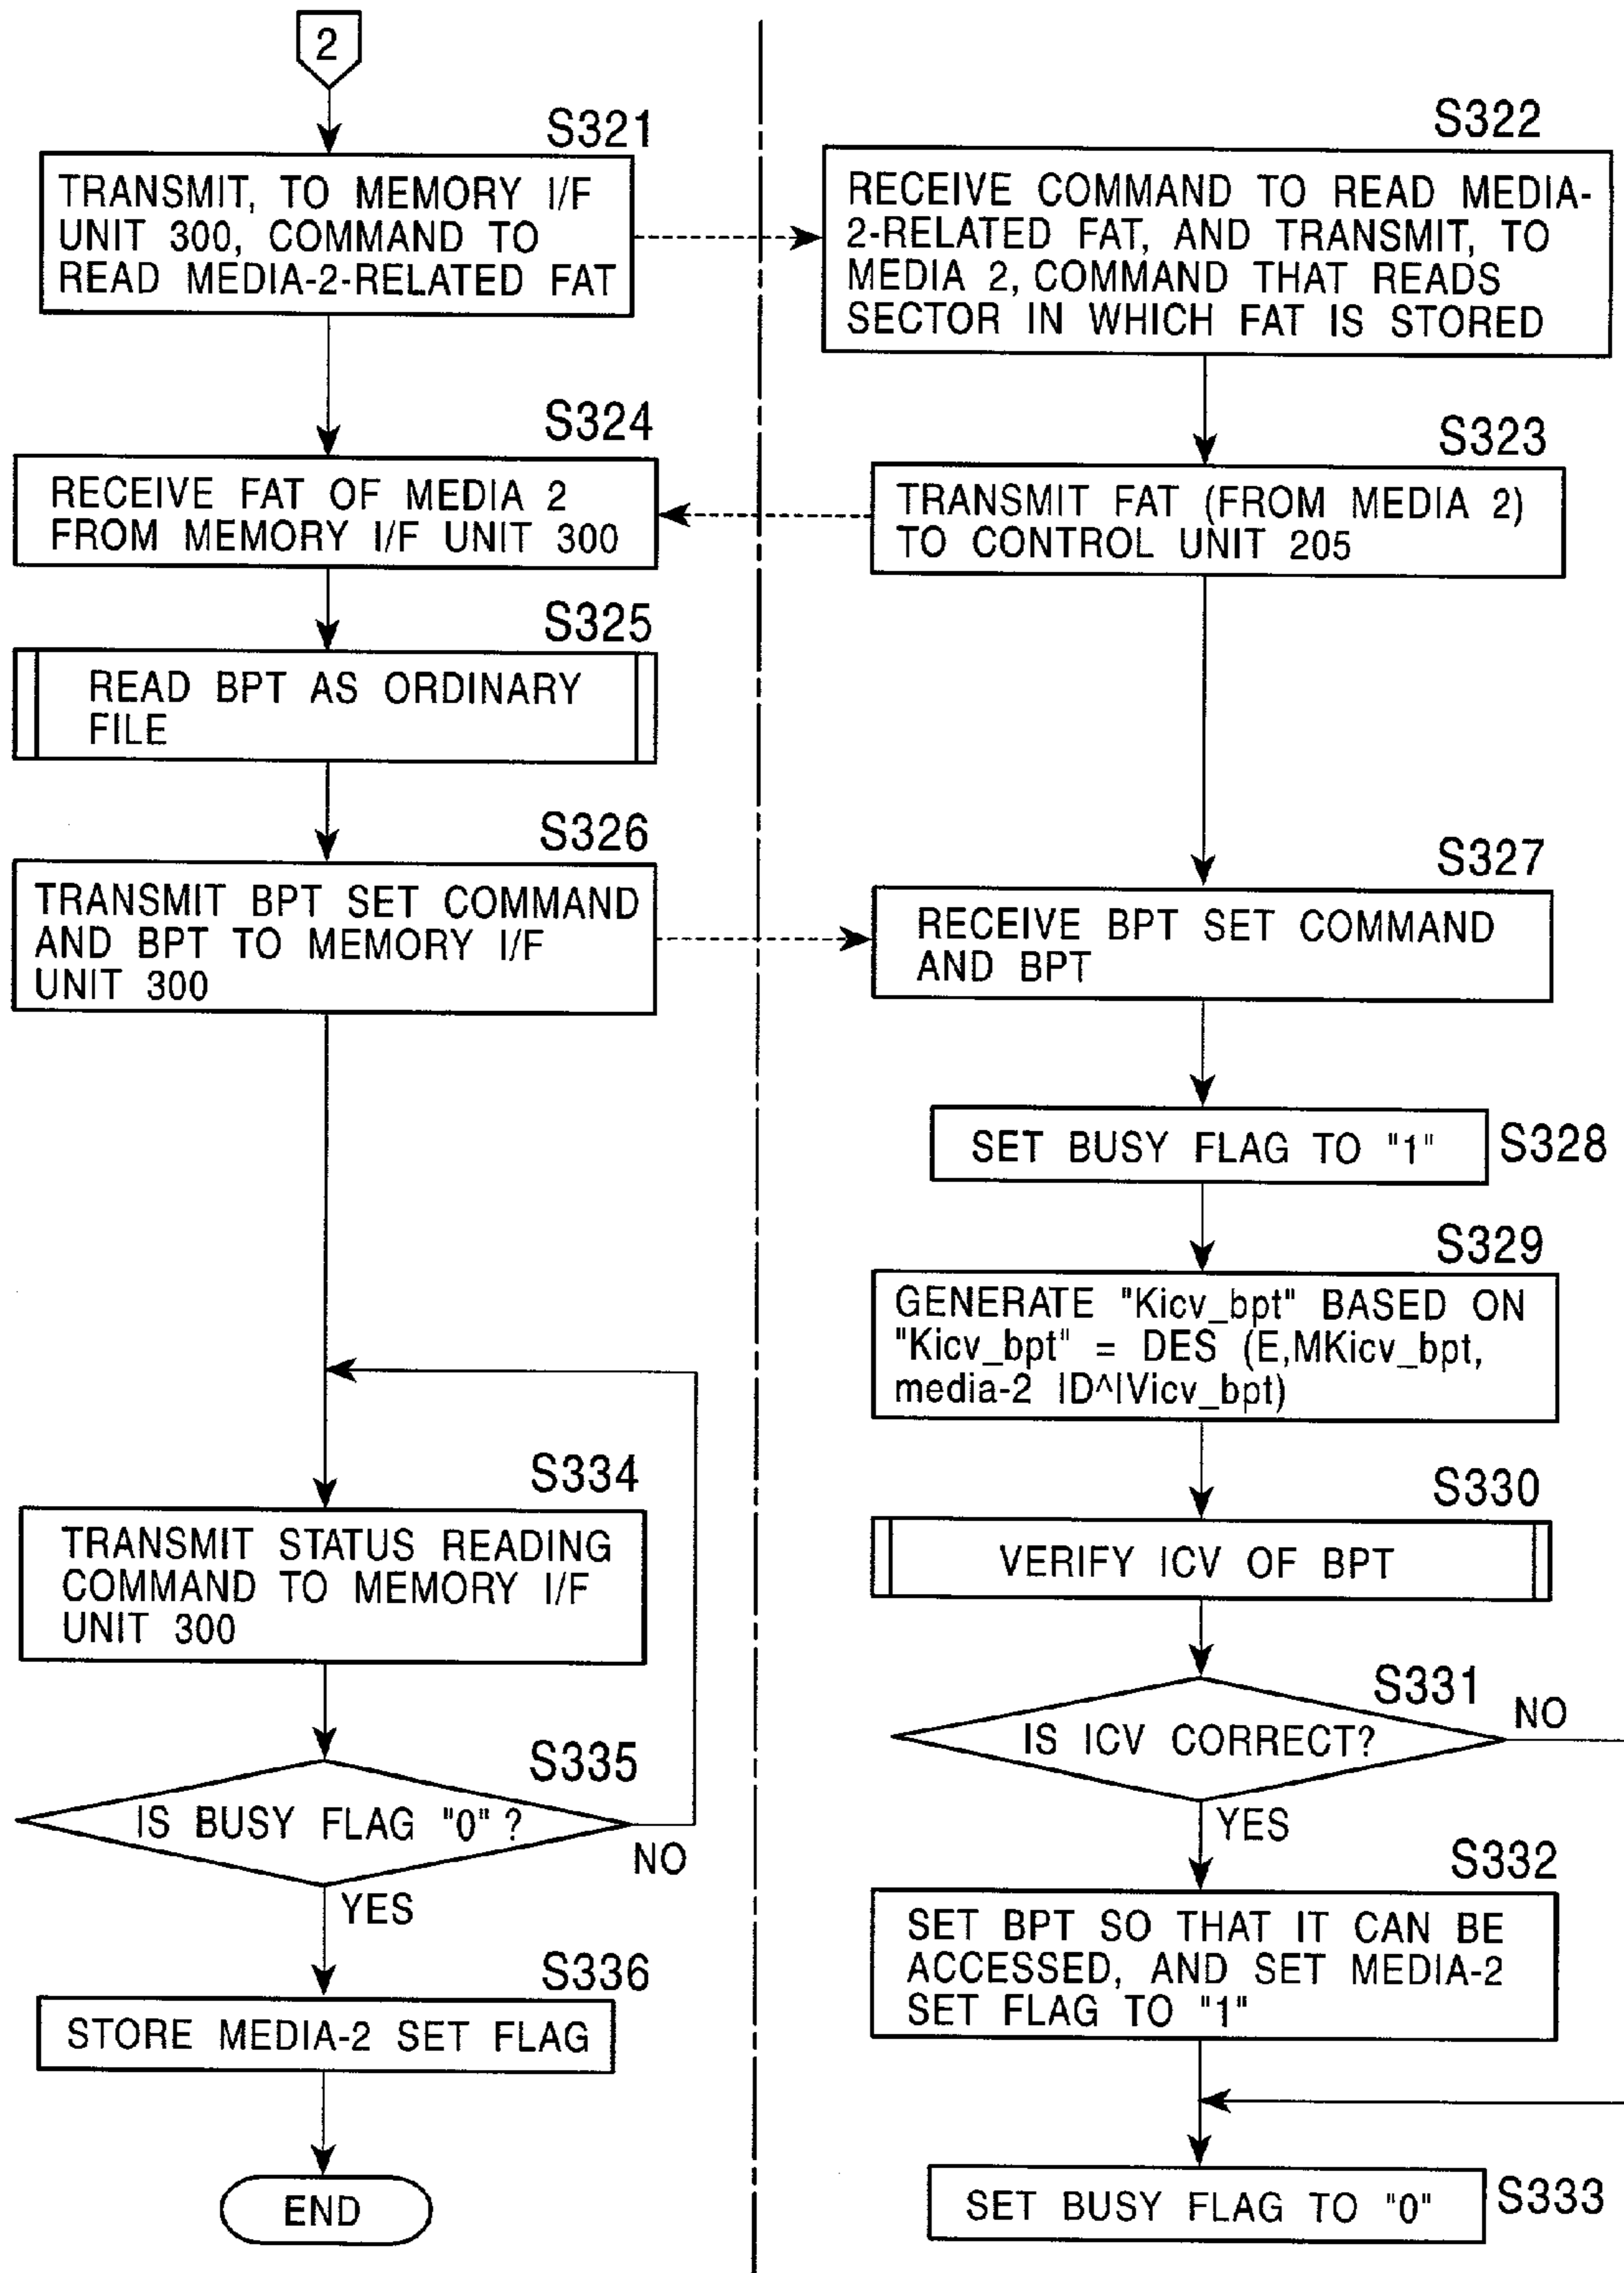 2
S321
TRANSMIT, TO MEMORY I/F
UNIT 300, COMMAND TO
READ MEDIA-2-RELATED FAT
S322
RECEIVE COMMAND TO READ MEDIA-
2-RELATED FAT, AND TRANSMIT, TO
MEDIA 2, COMMAND THAT READS
SECTOR IN WHICH FAT IS STORED
S324
RECEIVE FAT OF MEDIA 2
FROM MEMORY I/F UNIT 300
S323
TRANSMIT FAT (FROM MEDIA 2)
TO CONTROL UNIT 205
S325
READ BPT AS ORDINARY
FILE
S326
TRANSMIT BPT SET COMMAND
AND BPT TO MEMORY I/F
UNIT 300
S327
RECEIVE BPT SET COMMAND
AND BPT
SET BUSY FLAG TO "1"
S328
S329
GENERATE "Kicv_bpt" BASED ON
"Kicv_bpt" = DES (E,MKicv_bpt,
media-2 ID^IVicv_bpt)
S330
VERIFY ICV OF BPT
S331
IS ICV CORRECT?
NO
YES
S332
SET BPT SO THAT IT CAN BE
ACCESSED, AND SET MEDIA-2
SET FLAG TO "1"
SET BUSY FLAG TO "0"
S333
S334
TRANSMIT STATUS READING
COMMAND TO MEMORY I/F
UNIT 300
S335
IS BUSY FLAG "0" ?
NO
YES
S336
STORE MEDIA-2 SET FLAG
END